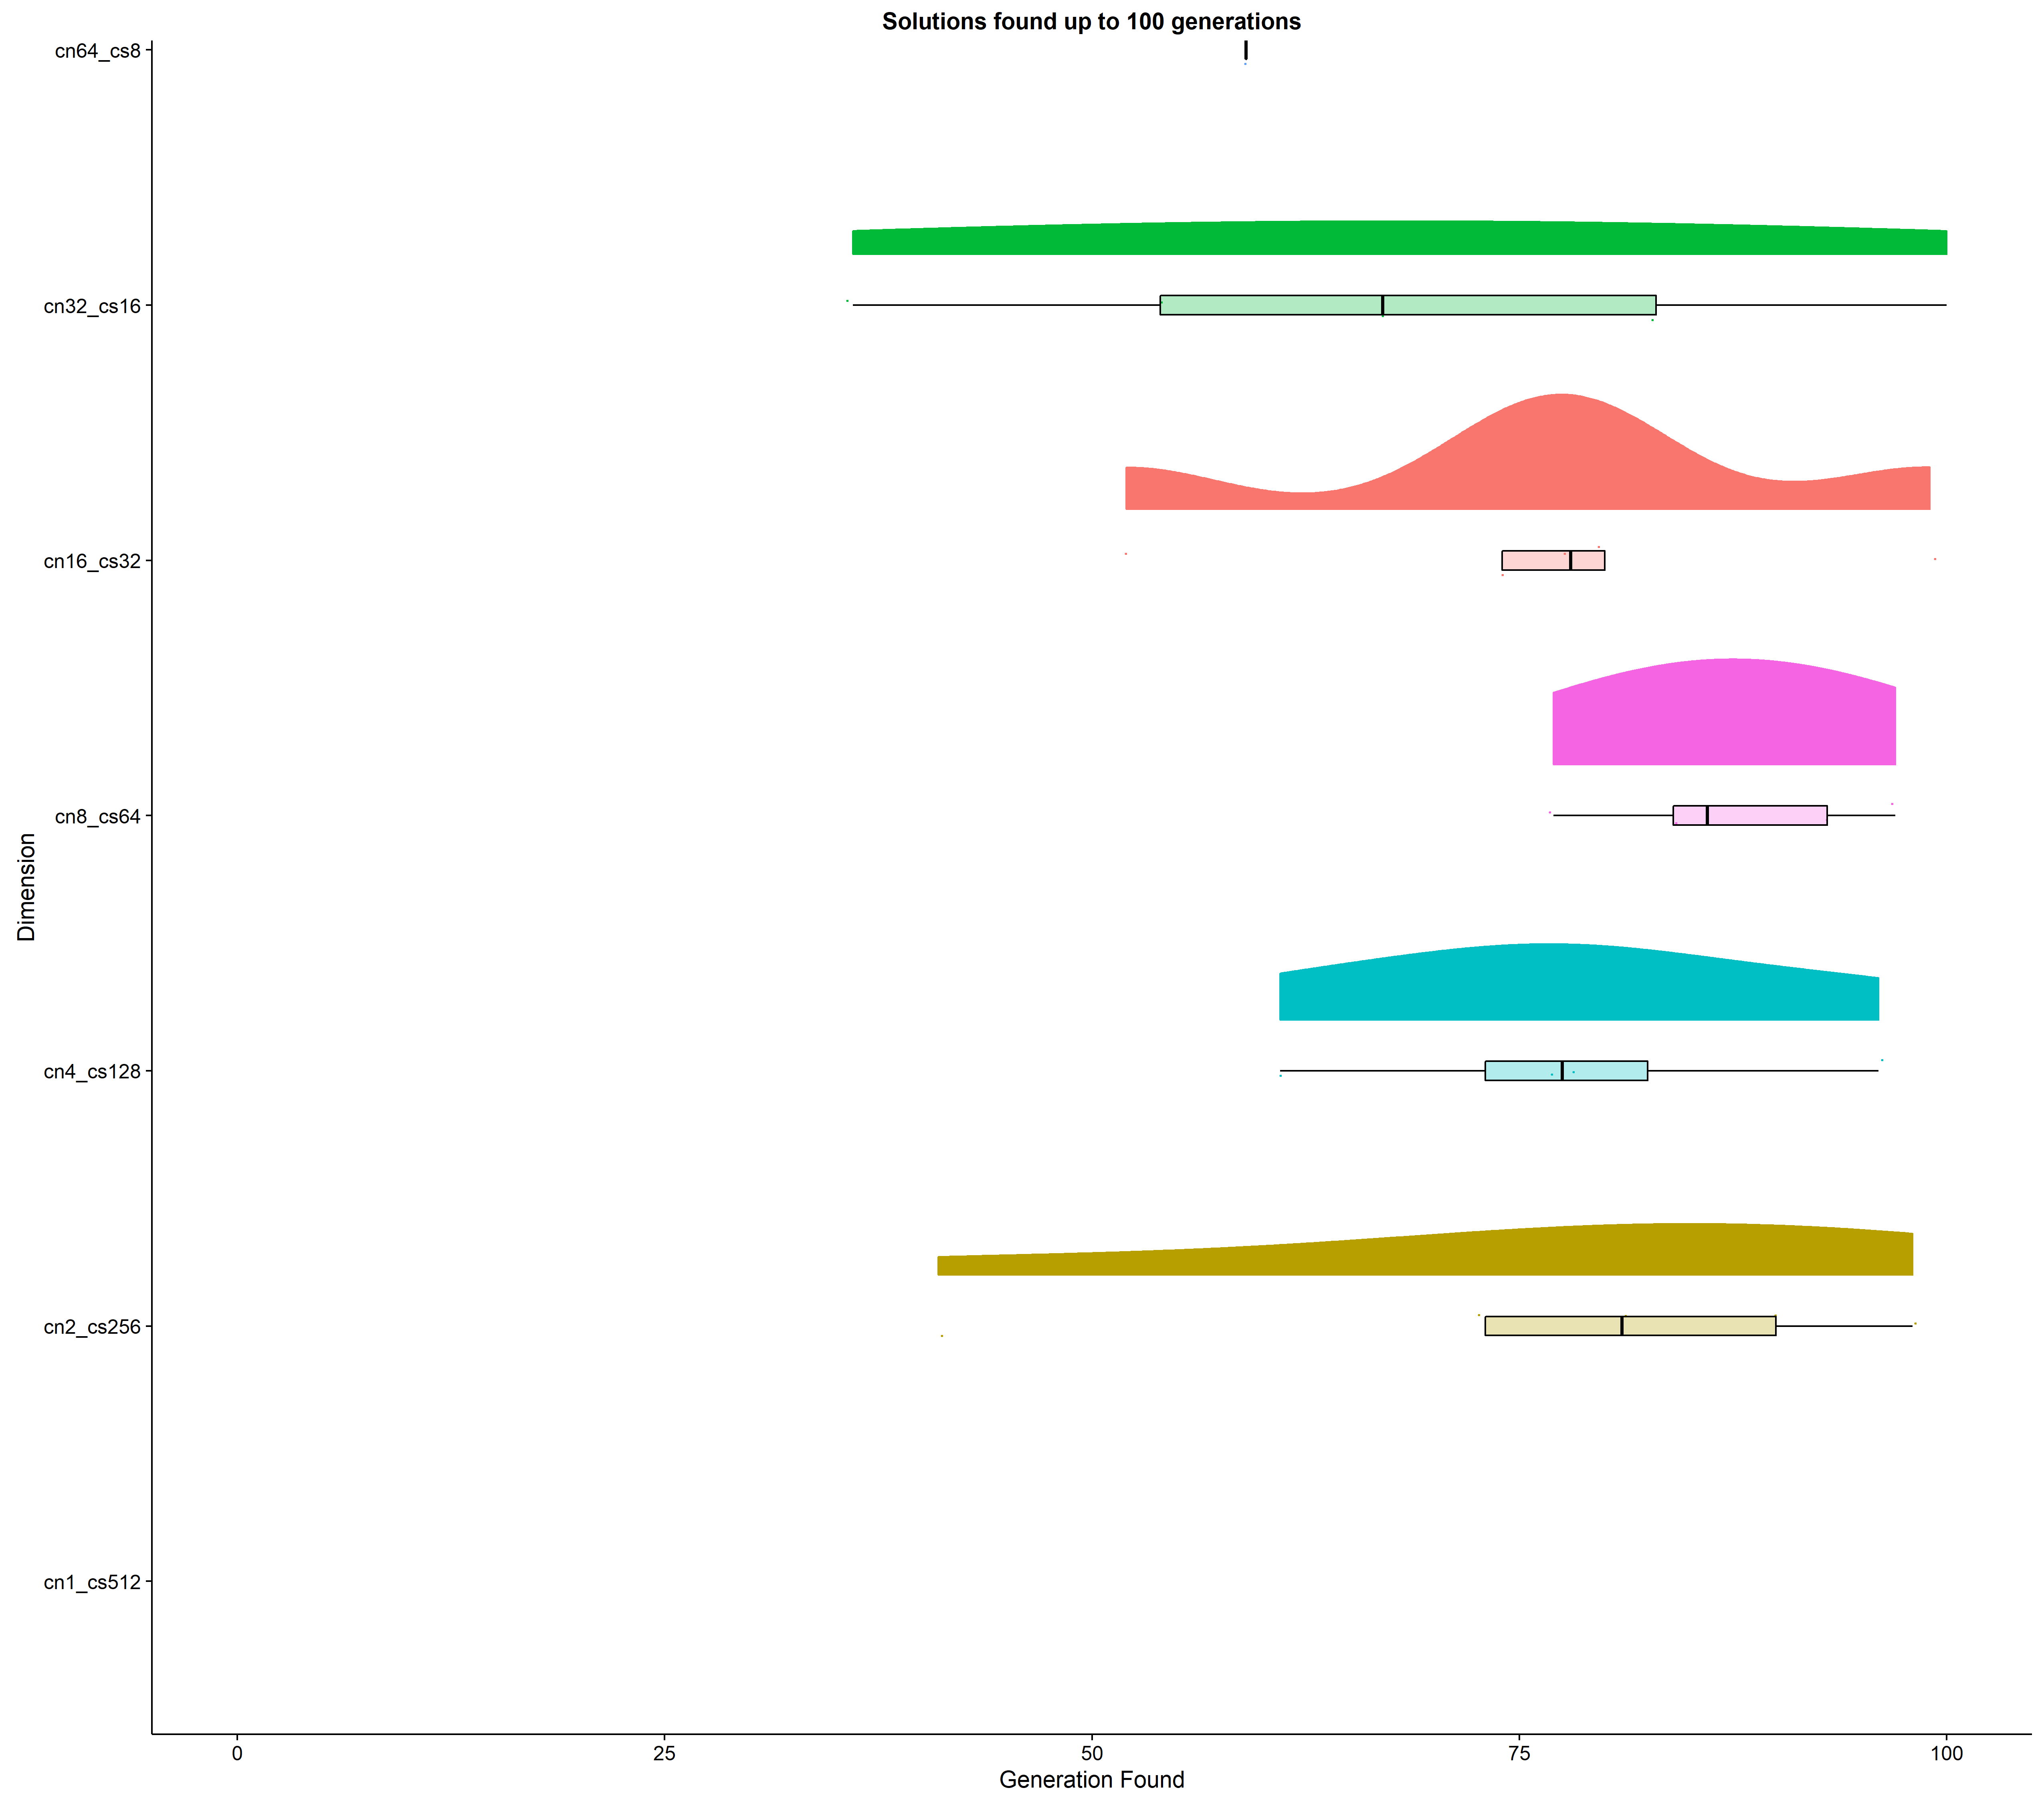 Solutions found up to 100 generations
cn64_cs8
cn32_cs16
cn16_cs32
cn8_cs64
cn4_cs128
cn2_cs256
cn1_cs512
Dimension
0 25 50 75 100
Generation Found